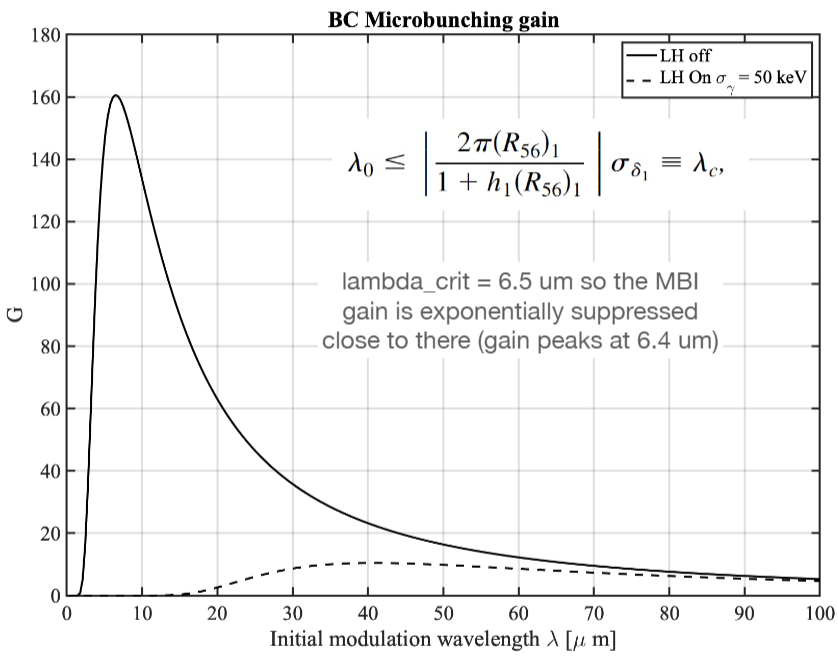 BC Microbunching gain
180
160
140
120
100
80
60
40
20
0
G
LH off
LH On σ_γ = 50 keV
λ₀ ≤ | 2π(R₅₆)₁ / 1 + h₁(R₅₆)₁ | σ_δ₁ ≡ λ_c,
lambda_crit = 6.5 um so the MBI
gain is exponentially suppressed
close to there (gain peaks at 6.4 um)
0 10 20 30 40 50 60 70 80 90 100
Initial modulation wavelength λ [μ m]